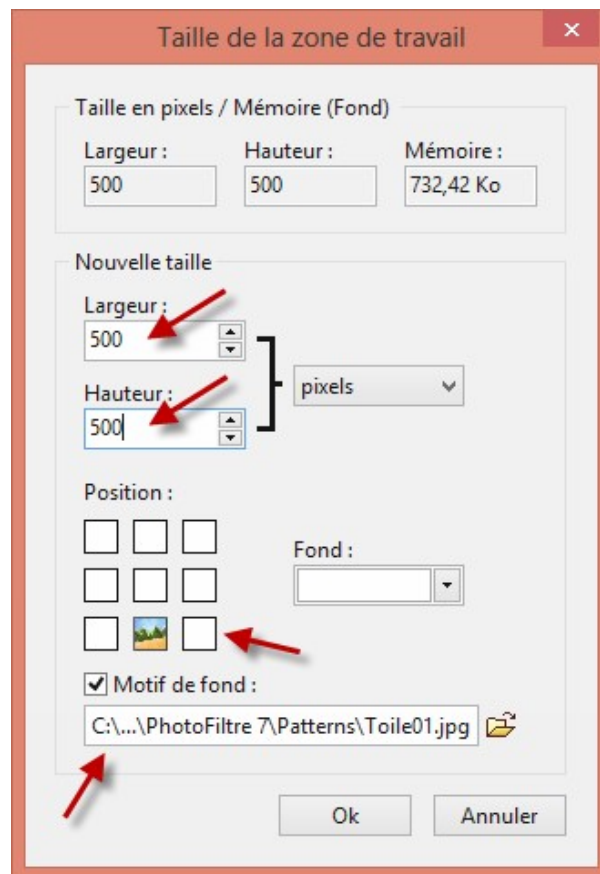 Taille de la zone de travail
Taille en pixels / Mémoire (Fond)
Largeur : Hauteur : Mémoire :
500 500 732,42 Ko
Nouvelle taille
Largeur :
500
pixels
Hauteur :
500
Position :
Fond :
Motif de fond :
C:\...\PhotoFiltre 7\Patterns\Toile01.jpg
Ok Annuler